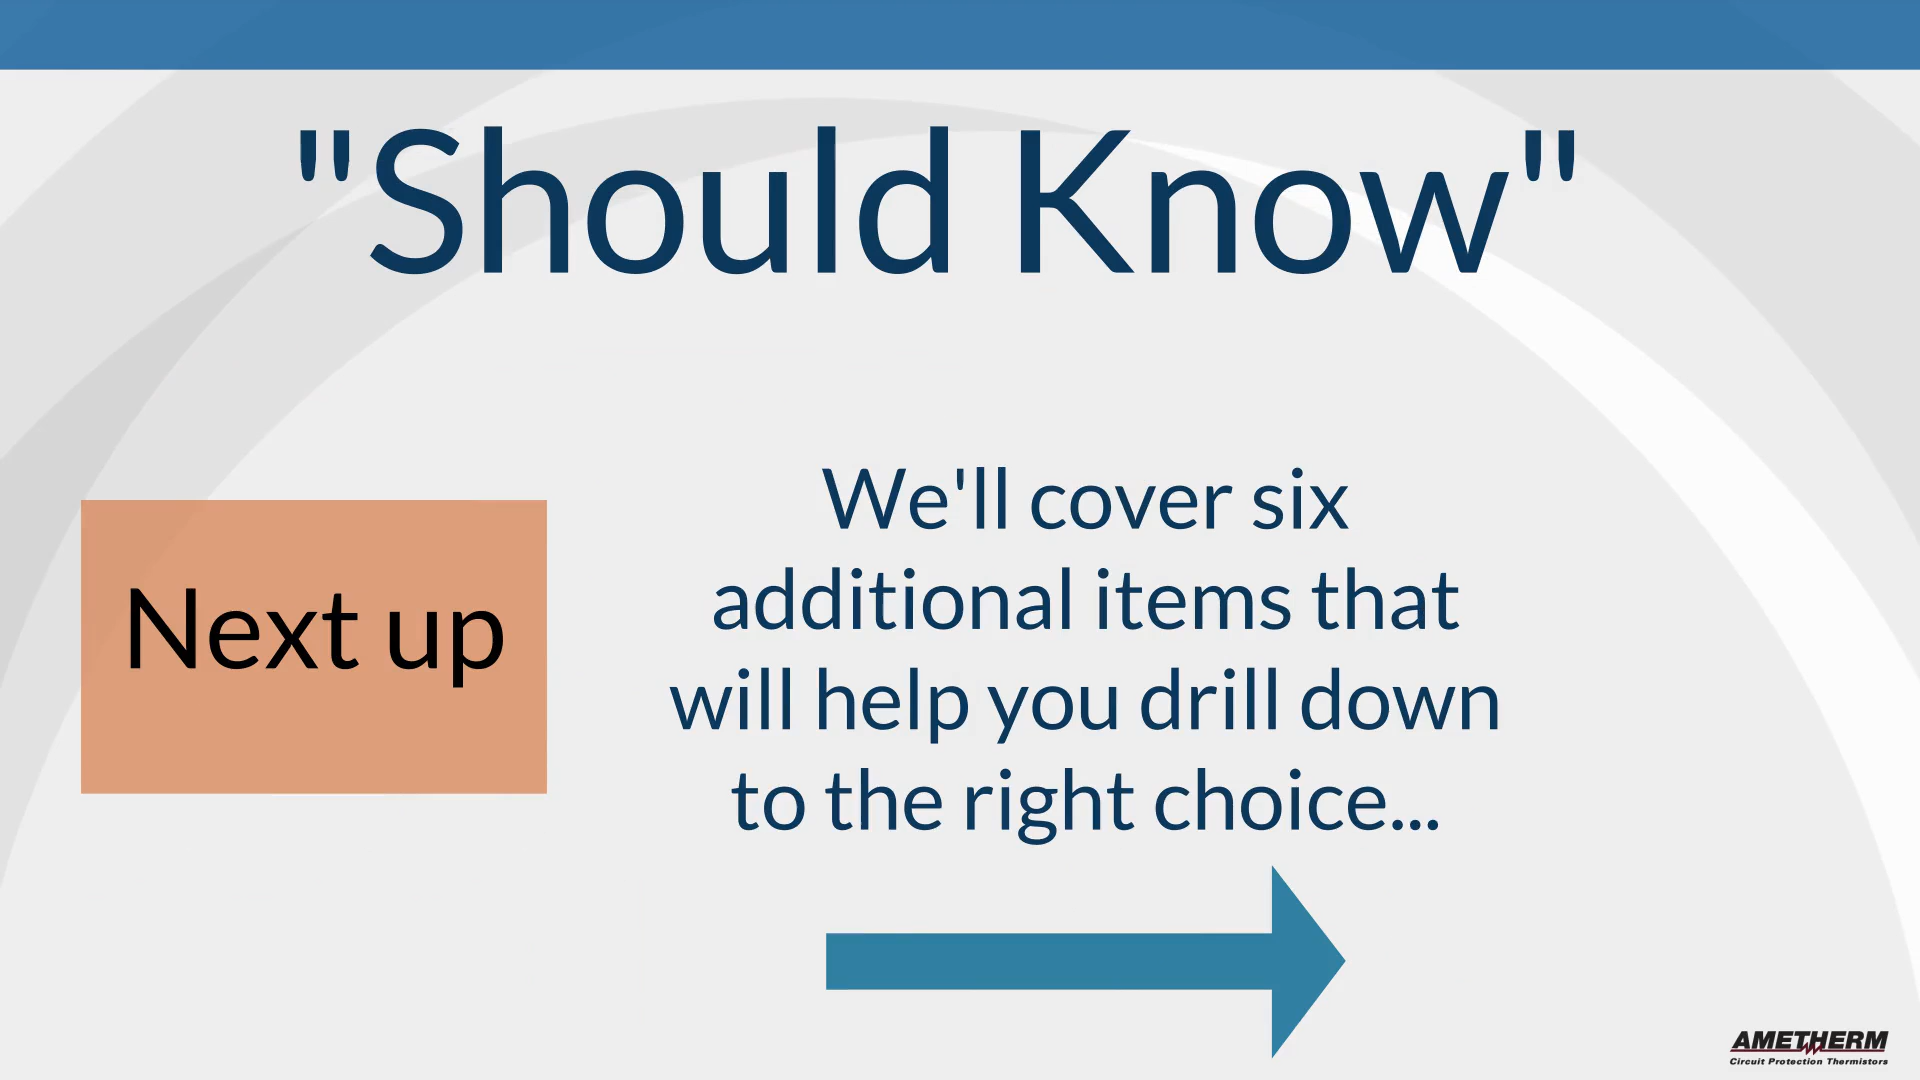 "Should Know"
Next up
We'll cover six
additional items that
will help you drill down
to the right choice...
AMETHERM
Circuit Protection Thermistors